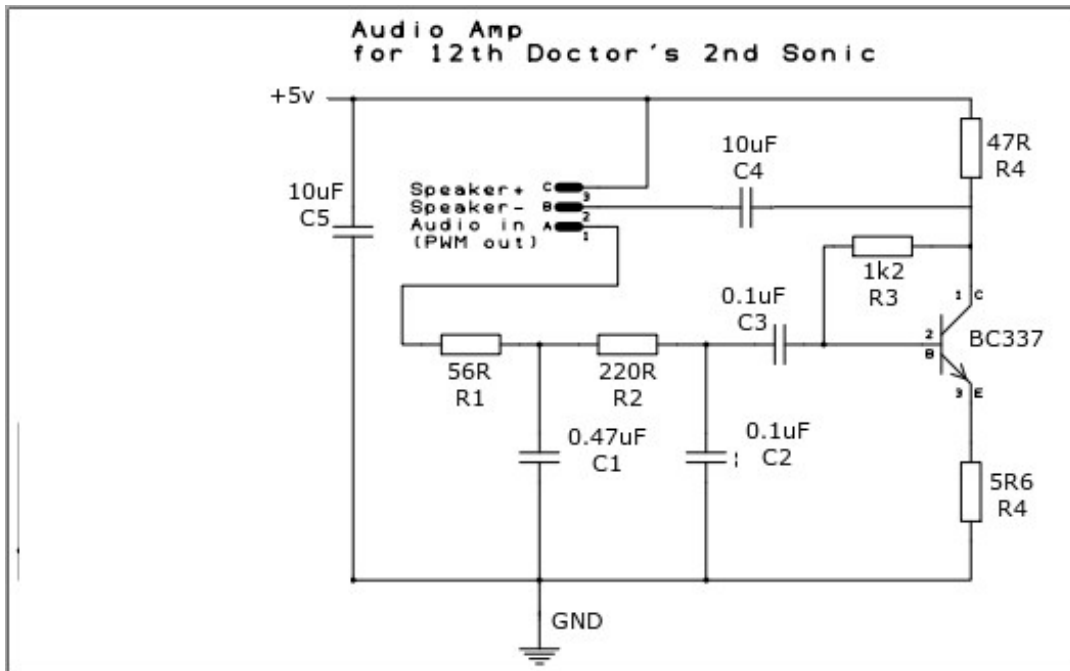 Audio Amp
for 12th Doctor's 2nd Sonic
+5v
47R
R4
10uF
C4
10uF
C5
Speaker+ C 3
Speaker- B 2
Audio in A 1
(PWM out)
1k2
R3
0.1uF
C3
1 C
2
B
BC337
3 E
56R
R1
220R
R2
0.47uF
C1
0.1uF
C2
5R6
R4
GND